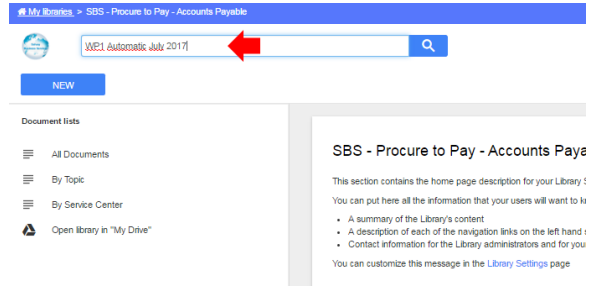 My libraries > SBS - Procure to Pay - Accounts Payable
WP1 Automatic July 2017
NEW
Document lists
All Documents
By Topic
By Service Center
Open library in "My Drive"
SBS - Procure to Pay - Accounts Paya
This section contains the home page description for your Library
You can put here all the information that your users will want to
• A summary of the Library's content
• A description of each of the navigation links on the left hand
• Contact information for the Library administrators and for your
You can customize this message in the Library Settings page